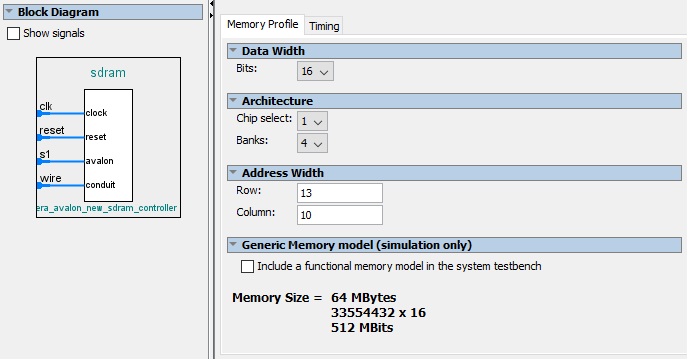 Block Diagram
Show signals
sdram
clk
clock
reset
reset
s1
avalon
wire
conduit
era_avalon_new_sdram_controller
Memory Profile
Timing
Data Width
Bits:
16
Architecture
Chip select:
1
Banks:
4
Address Width
Row:
13
Column:
10
Generic Memory model (simulation only)
Include a functional memory model in the system testbench
Memory Size = 64 MBytes
33554432 x 16
512 MBits